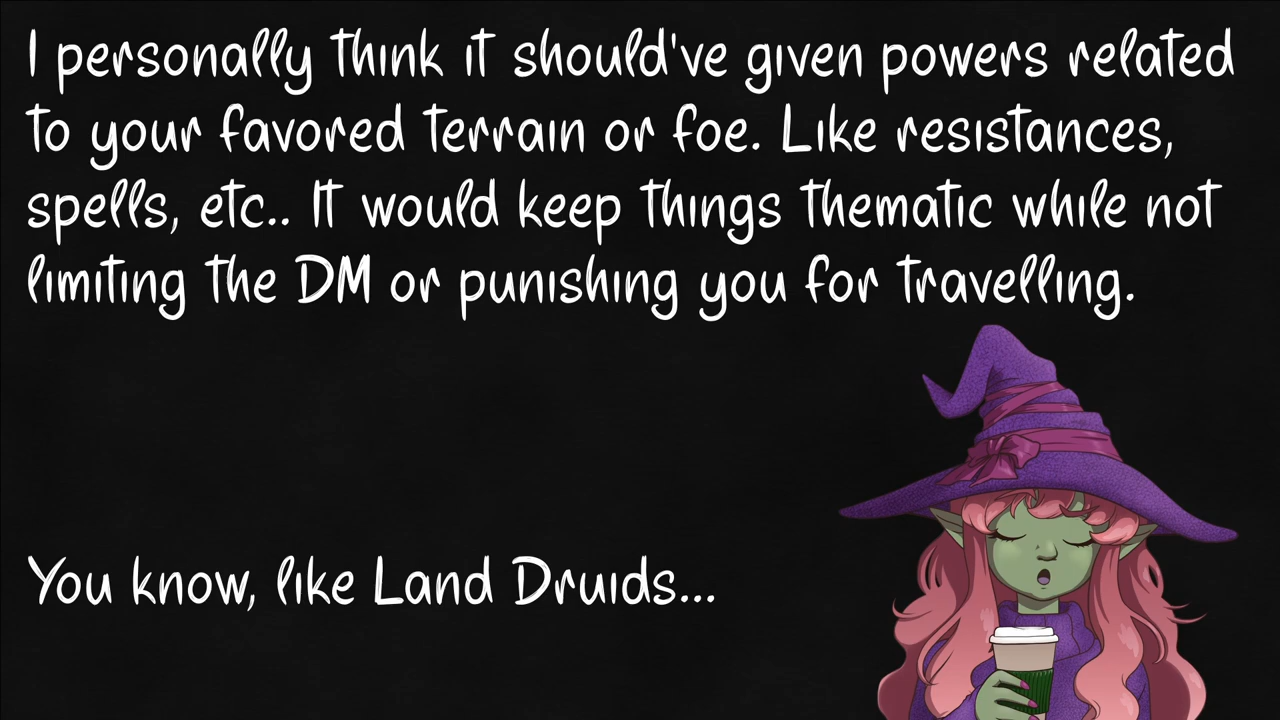 I personally think it should've given powers related
to your favored terrain or foe. Like resistances,
spells, etc.. It would keep things thematic while not
limiting the DM or punishing you for travelling.
You know, like Land Druids...